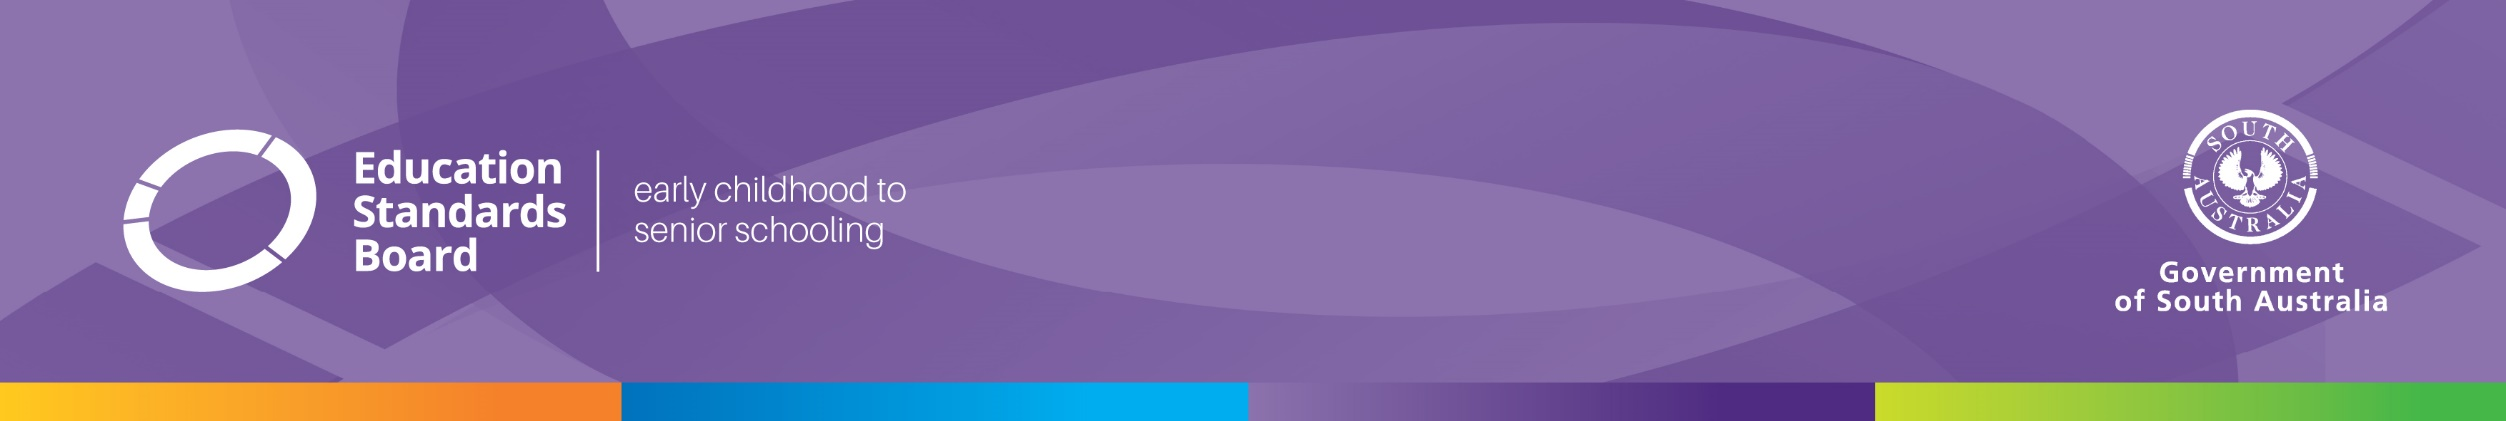 Education
Standards
Board
early childhood to
senior schooling
SOUTH
AUSTRALIA
Government
of South Australia